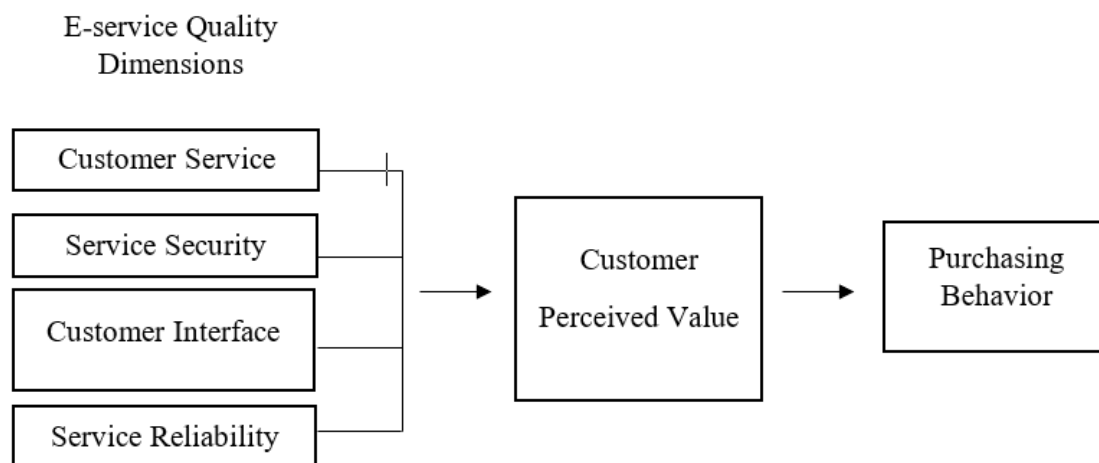 E-service Quality
Dimensions
Customer Service
Service Security
Customer Interface
Service Reliability
Customer
Perceived Value
Purchasing
Behavior